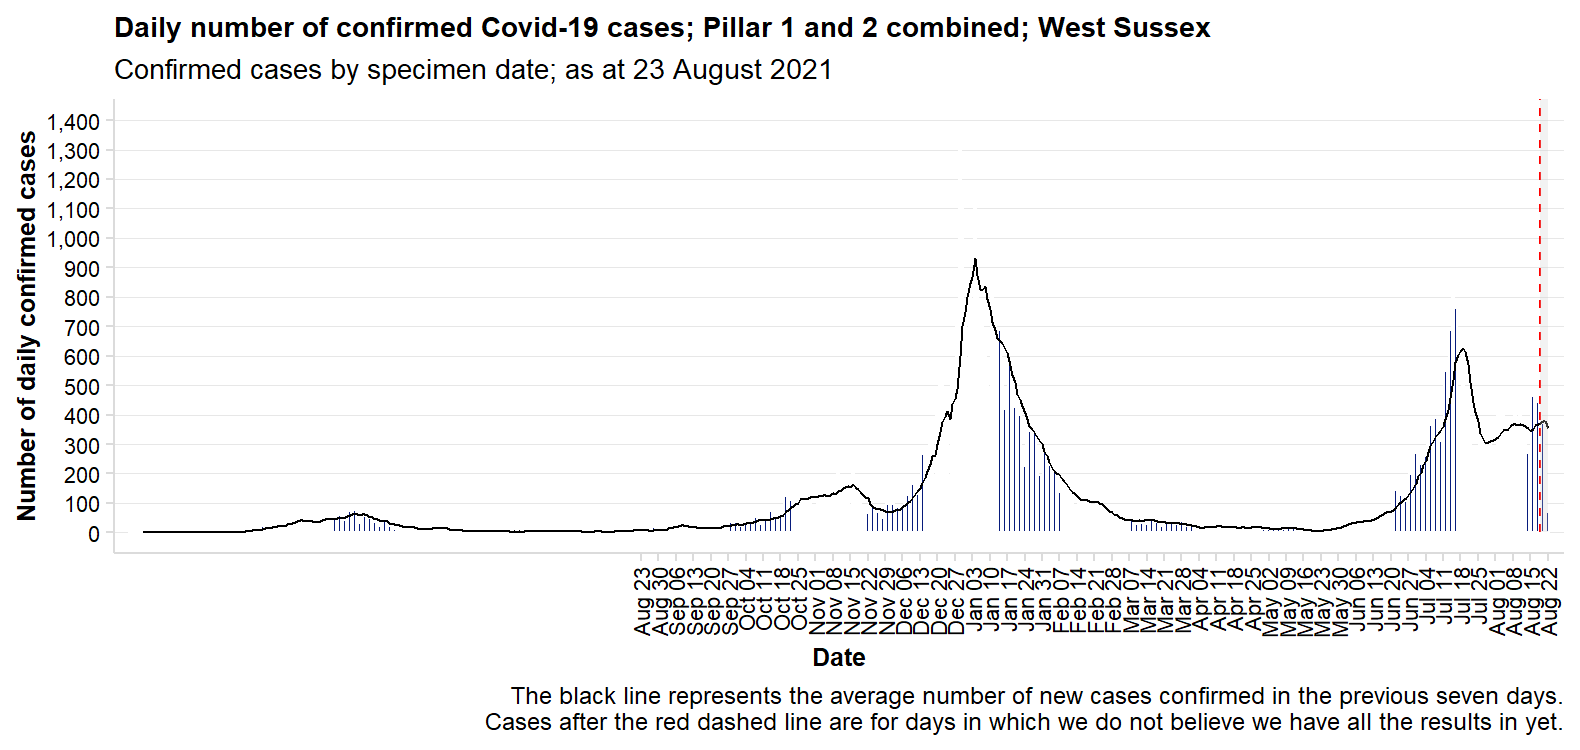 Daily number of confirmed Covid-19 cases; Pillar 1 and 2 combined; West Sussex
Confirmed cases by specimen date; as at 23 August 2021
Number of daily confirmed cases
1,400
1,300
1,200
1,100
1,000
900
800
700
600
500
400
300
200
100
0
Aug 23
Aug 30
Sep 06
Sep 13
Sep 20
Sep 27
Oct 04
Oct 11
Oct 18
Oct 25
Nov 01
Nov 08
Nov 15
Nov 22
Nov 29
Dec 06
Dec 13
Dec 20
Dec 27
Jan 03
Jan 10
Jan 17
Jan 24
Jan 31
Feb 07
Feb 14
Feb 21
Feb 28
Mar 07
Mar 14
Mar 21
Mar 28
Apr 04
Apr 11
Apr 18
Apr 25
May 02
May 09
May 16
May 23
May 30
Jun 06
Jun 13
Jun 20
Jun 27
Jul 04
Jul 11
Jul 18
Jul 25
Aug 01
Aug 08
Aug 15
Aug 22
Date
The black line represents the average number of new cases confirmed in the previous seven days.
Cases after the red dashed line are for days in which we do not believe we have all the results in yet.